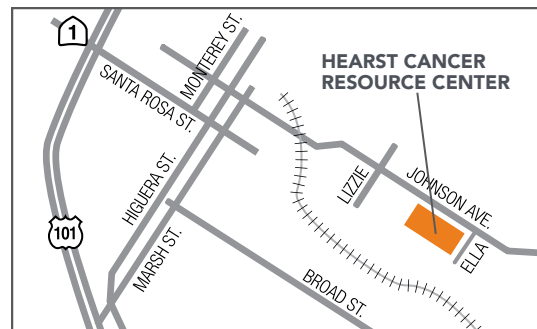 1
MONTEREY ST.
SANTA ROSA ST.
HEARST CANCER
RESOURCE CENTER
HIGUERA ST.
LIZZIE
JOHNSON AVE.
101
MARSH ST.
ELLA
BROAD ST.